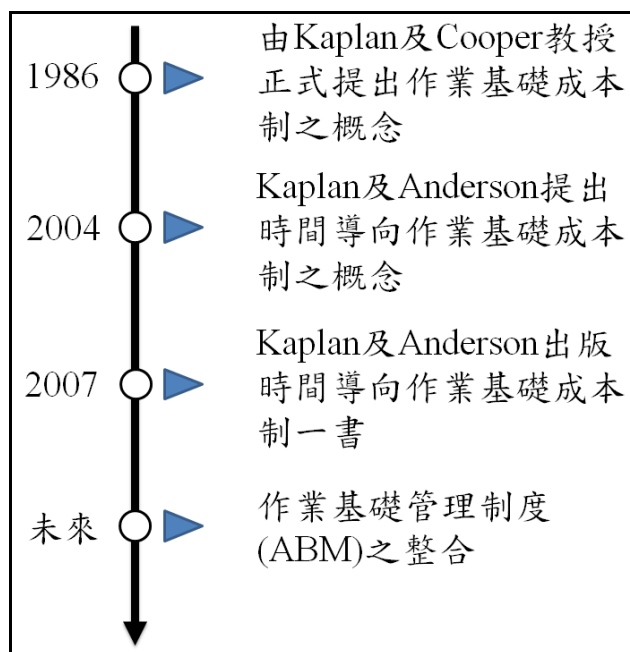 1986
由Kaplan及Cooper教授
正式提出作業基礎成本
制之概念
2004
Kaplan及Anderson提出
時間導向作業基礎成本
制之概念
2007
Kaplan及Anderson出版
時間導向作業基礎成本
制一書
未來
作業基礎管理制度
(ABM)之整合